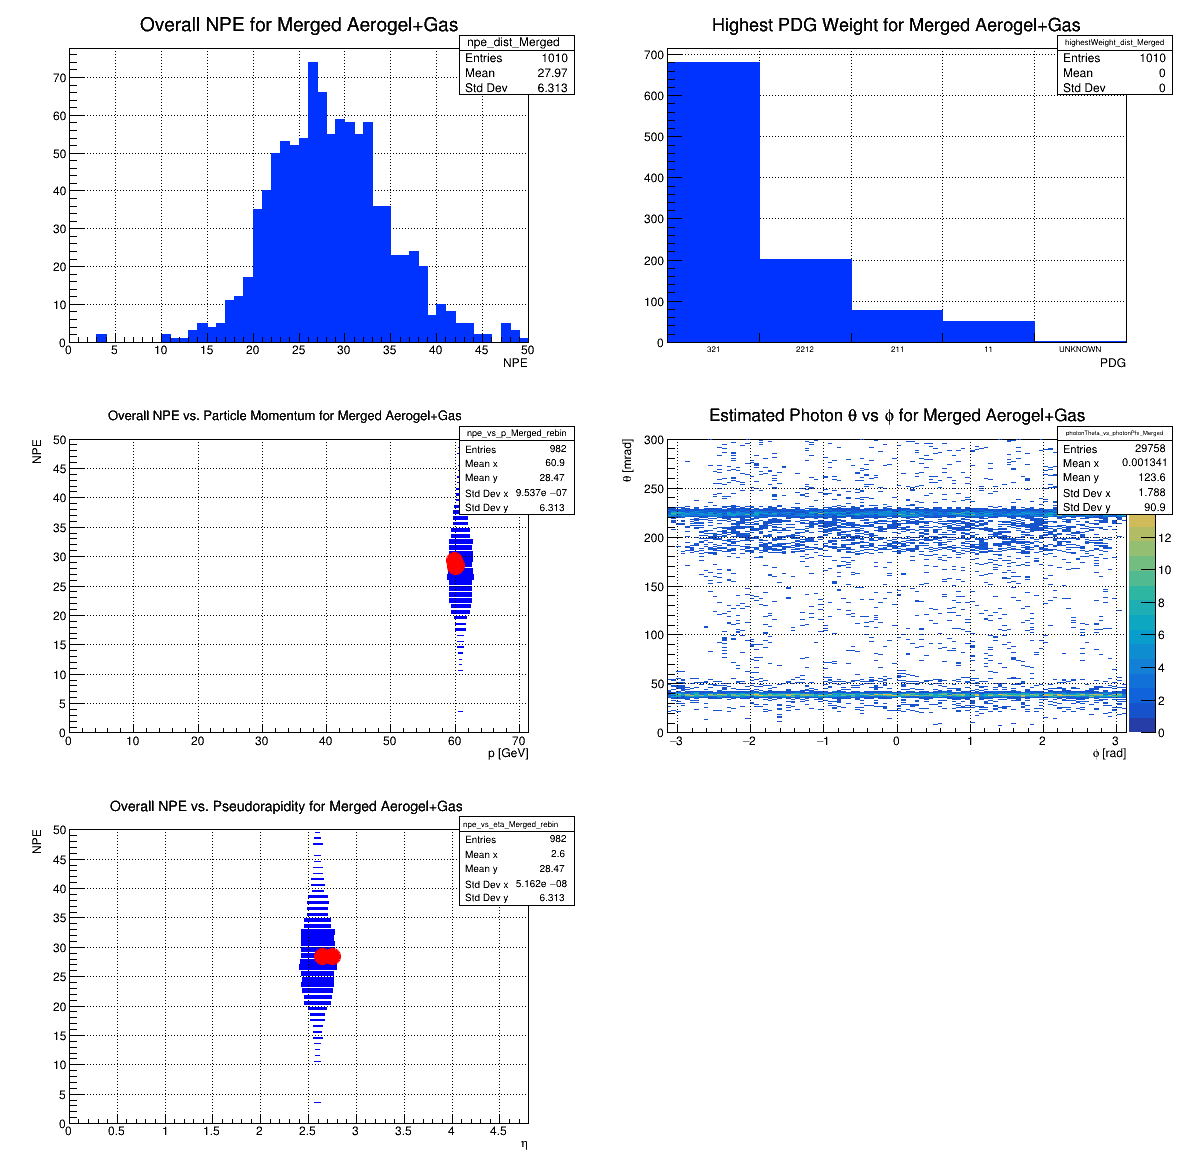 Overall NPE for Merged Aerogel+Gas
npe_dist_Merged
Entries 1010
Mean 27.97
Std Dev 6.313
70
60
50
40
30
20
10
0
0 5 10 15 20 25 30 35 40 45 50
NPE
Highest PDG Weight for Merged Aerogel+Gas
highestWeight_dist_Merged
Entries 1010
Mean 0
Std Dev 0
700
600
500
400
300
200
100
0
321 2212 211 11 UNKNOWN
PDG
Overall NPE vs. Particle Momentum for Merged Aerogel+Gas
npe_vs_p_Merged_rebin
Entries 982
Mean x 60.9
Mean y 28.47
Std Dev x 9.537e −07
Std Dev y 6.313
NPE
50
45
40
35
30
25
20
15
10
5
0
0 10 20 30 40 50 60 70
p [GeV]
Estimated Photon θ vs ϕ for Merged Aerogel+Gas
photonTheta_vs_photonPhi_Merged
Entries 29758
Mean x 0.001341
Mean y 123.6
Std Dev x 1.788
Std Dev y 90.9
θ [mrad]
300
250
200
150
100
50
0
−3 −2 −1 0 1 2 3
ϕ [rad]
12
10
8
6
4
2
0
Overall NPE vs. Pseudorapidity for Merged Aerogel+Gas
npe_vs_eta_Merged_rebin
Entries 982
Mean x 2.6
Mean y 28.47
Std Dev x 5.162e −08
Std Dev y 6.313
NPE
50
45
40
35
30
25
20
15
10
5
0
0 0.5 1 1.5 2 2.5 3 3.5 4 4.5
η